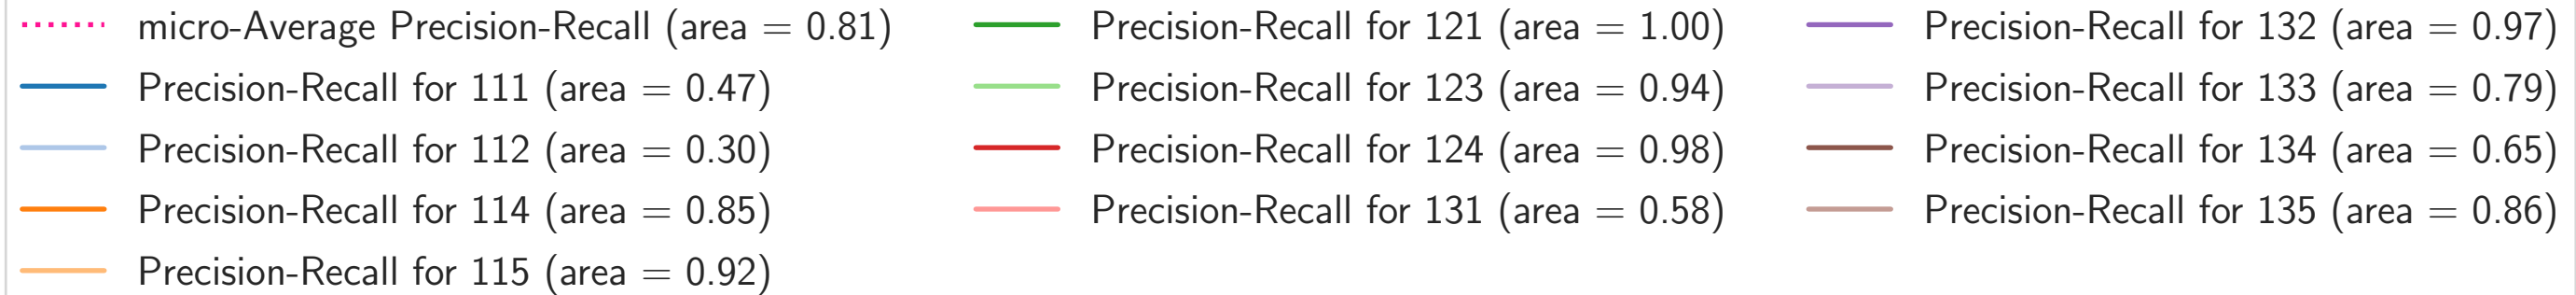 micro-Average Precision-Recall (area = 0.81)
Precision-Recall for 111 (area = 0.47)
Precision-Recall for 112 (area = 0.30)
Precision-Recall for 114 (area = 0.85)
Precision-Recall for 115 (area = 0.92)
Precision-Recall for 121 (area = 1.00)
Precision-Recall for 123 (area = 0.94)
Precision-Recall for 124 (area = 0.98)
Precision-Recall for 131 (area = 0.58)
Precision-Recall for 132 (area = 0.97)
Precision-Recall for 133 (area = 0.79)
Precision-Recall for 134 (area = 0.65)
Precision-Recall for 135 (area = 0.86)